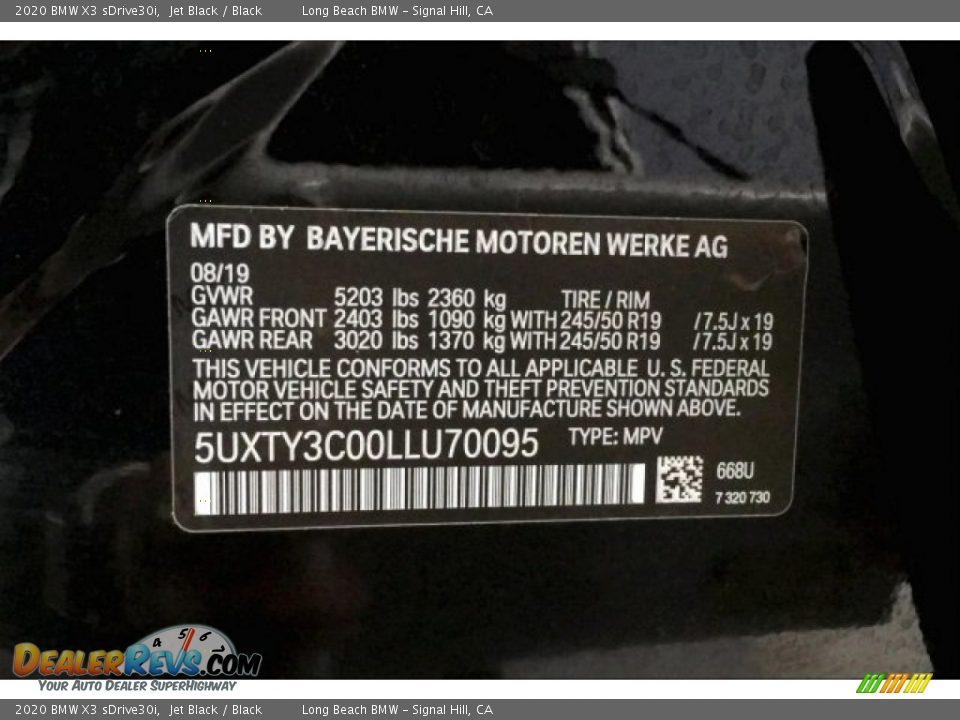 2020 BMW X3 sDrive30i, Jet Black / Black Long Beach BMW - Signal Hill, CA
MFD BY BAYERISCHE MOTOREN WERKE AG
08/19
GVWR 5203 lbs 2360 kg TIRE / RIM
GAWR FRONT 2403 lbs 1090 kg WITH 245/50 R19 /7.5J x 19
GAWR REAR 3020 lbs 1370 kg WITH 245/50 R19 /7.5J x 19
THIS VEHICLE CONFORMS TO ALL APPLICABLE U. S. FEDERAL
MOTOR VEHICLE SAFETY AND THEFT PREVENTION STANDARDS
IN EFFECT ON THE DATE OF MANUFACTURE SHOWN ABOVE.
5UXTY3C00LLU70095 TYPE: MPV
668U
7 320 730
4 5 6
DEALERREVS.COM
YOUR AUTO DEALER SUPERHIGHWAY
2020 BMW X3 sDrive30i, Jet Black / Black Long Beach BMW - Signal Hill, CA